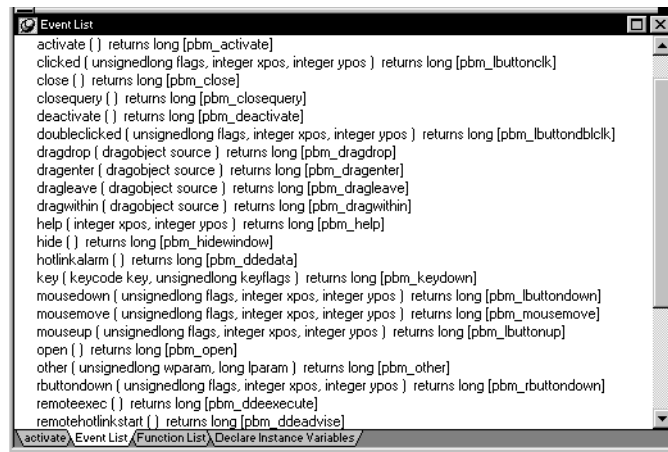 Event List
activate ( ) returns long [pbm_activate]
clicked ( unsignedlong flags, integer xpos, integer ypos ) returns long [pbm_lbuttonclk]
close ( ) returns long [pbm_close]
closequery ( ) returns long [pbm_closequery]
deactivate ( ) returns long [pbm_deactivate]
doubleclicked ( unsignedlong flags, integer xpos, integer ypos ) returns long [pbm_lbuttondblclk]
dragdrop ( dragobject source ) returns long [pbm_dragdrop]
dragenter ( dragobject source ) returns long [pbm_dragenter]
dragleave ( dragobject source ) returns long [pbm_dragleave]
dragwithin ( dragobject source ) returns long [pbm_dragwithin]
help ( integer xpos, integer ypos ) returns long [pbm_help]
hide ( ) returns long [pbm_hidewindow]
hotlinkalarm ( ) returns long [pbm_ddedata]
key ( keycode key, unsignedlong keyflags ) returns long [pbm_keydown]
mousedown ( unsignedlong flags, integer xpos, integer ypos ) returns long [pbm_lbuttondown]
mousemove ( unsignedlong flags, integer xpos, integer ypos ) returns long [pbm_mousemove]
mouseup ( unsignedlong flags, integer xpos, integer ypos ) returns long [pbm_lbuttonup]
open ( ) returns long [pbm_open]
other ( unsignedlong wparam, long lparam ) returns long [pbm_other]
rbuttondown ( unsignedlong flags, integer xpos, integer ypos ) returns long [pbm_rbuttondown]
remoteexec ( ) returns long [pbm_ddeexecute]
remotehotlinkstart ( ) returns long [pbm_ddeadvise]
activate Event List Function List Declare Instance Variables